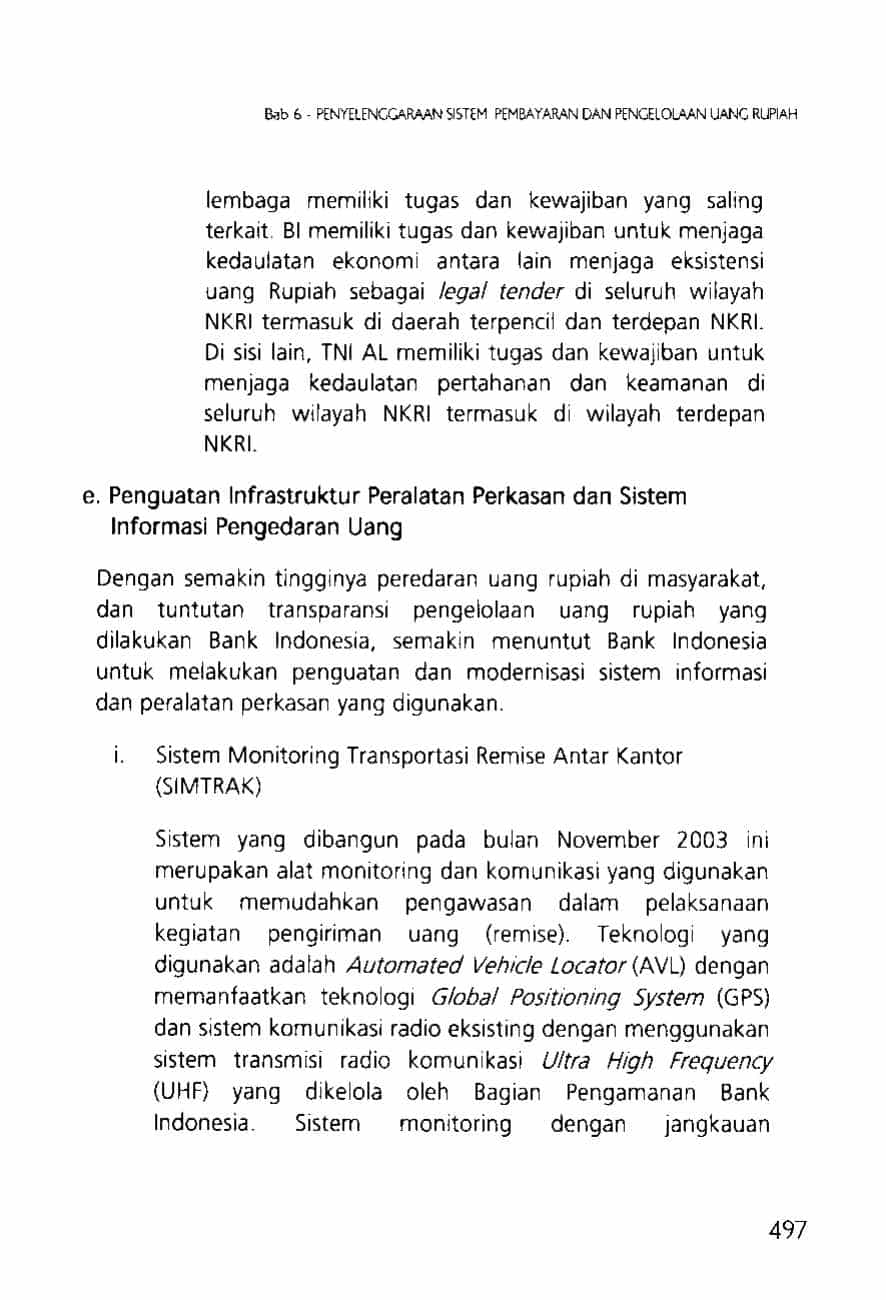 Bab 6 - PENYELENGGARAAN SISTEM PEMBAYARAN DAN PENGELOLAAN UANG RUPIAH
lembaga memiliki tugas dan kewajiban yang saling
terkait. BI memiliki tugas dan kewajiban untuk menjaga
kedaulatan ekonomi antara lain menjaga eksistensi
uang Rupiah sebagai legal tender di seluruh wilayah
NKRI termasuk di daerah terpencil dan terdepan NKRI.
Di sisi lain, TNI AL memiliki tugas dan kewajiban untuk
menjaga kedaulatan pertahanan dan keamanan di
seluruh wilayah NKRI termasuk di wilayah terdepan
NKRI.
e. Penguatan Infrastruktur Peralatan Perkasan dan Sistem
Informasi Pengedaran Uang
Dengan semakin tingginya peredaran uang rupiah di masyarakat,
dan tuntutan transparansi pengelolaan uang rupiah yang
dilakukan Bank Indonesia, semakin menuntut Bank Indonesia
untuk melakukan penguatan dan modernisasi sistem informasi
dan peralatan perkasan yang digunakan.
i. Sistem Monitoring Transportasi Remise Antar Kantor
(SIMTRAK)
Sistem yang dibangun pada bulan November 2003 ini
merupakan alat monitoring dan komunikasi yang digunakan
untuk memudahkan pengawasan dalam pelaksanaan
kegiatan pengiriman uang (remise). Teknologi yang
digunakan adalah Automated Vehicle Locator (AVL) dengan
memanfaatkan teknologi Global Positioning System (GPS)
dan sistem komunikasi radio eksisting dengan menggunakan
sistem transmisi radio komunikasi Ultra High Frequency
(UHF) yang dikelola oleh Bagian Pengamanan Bank
Indonesia. Sistem monitoring dengan jangkauan
497